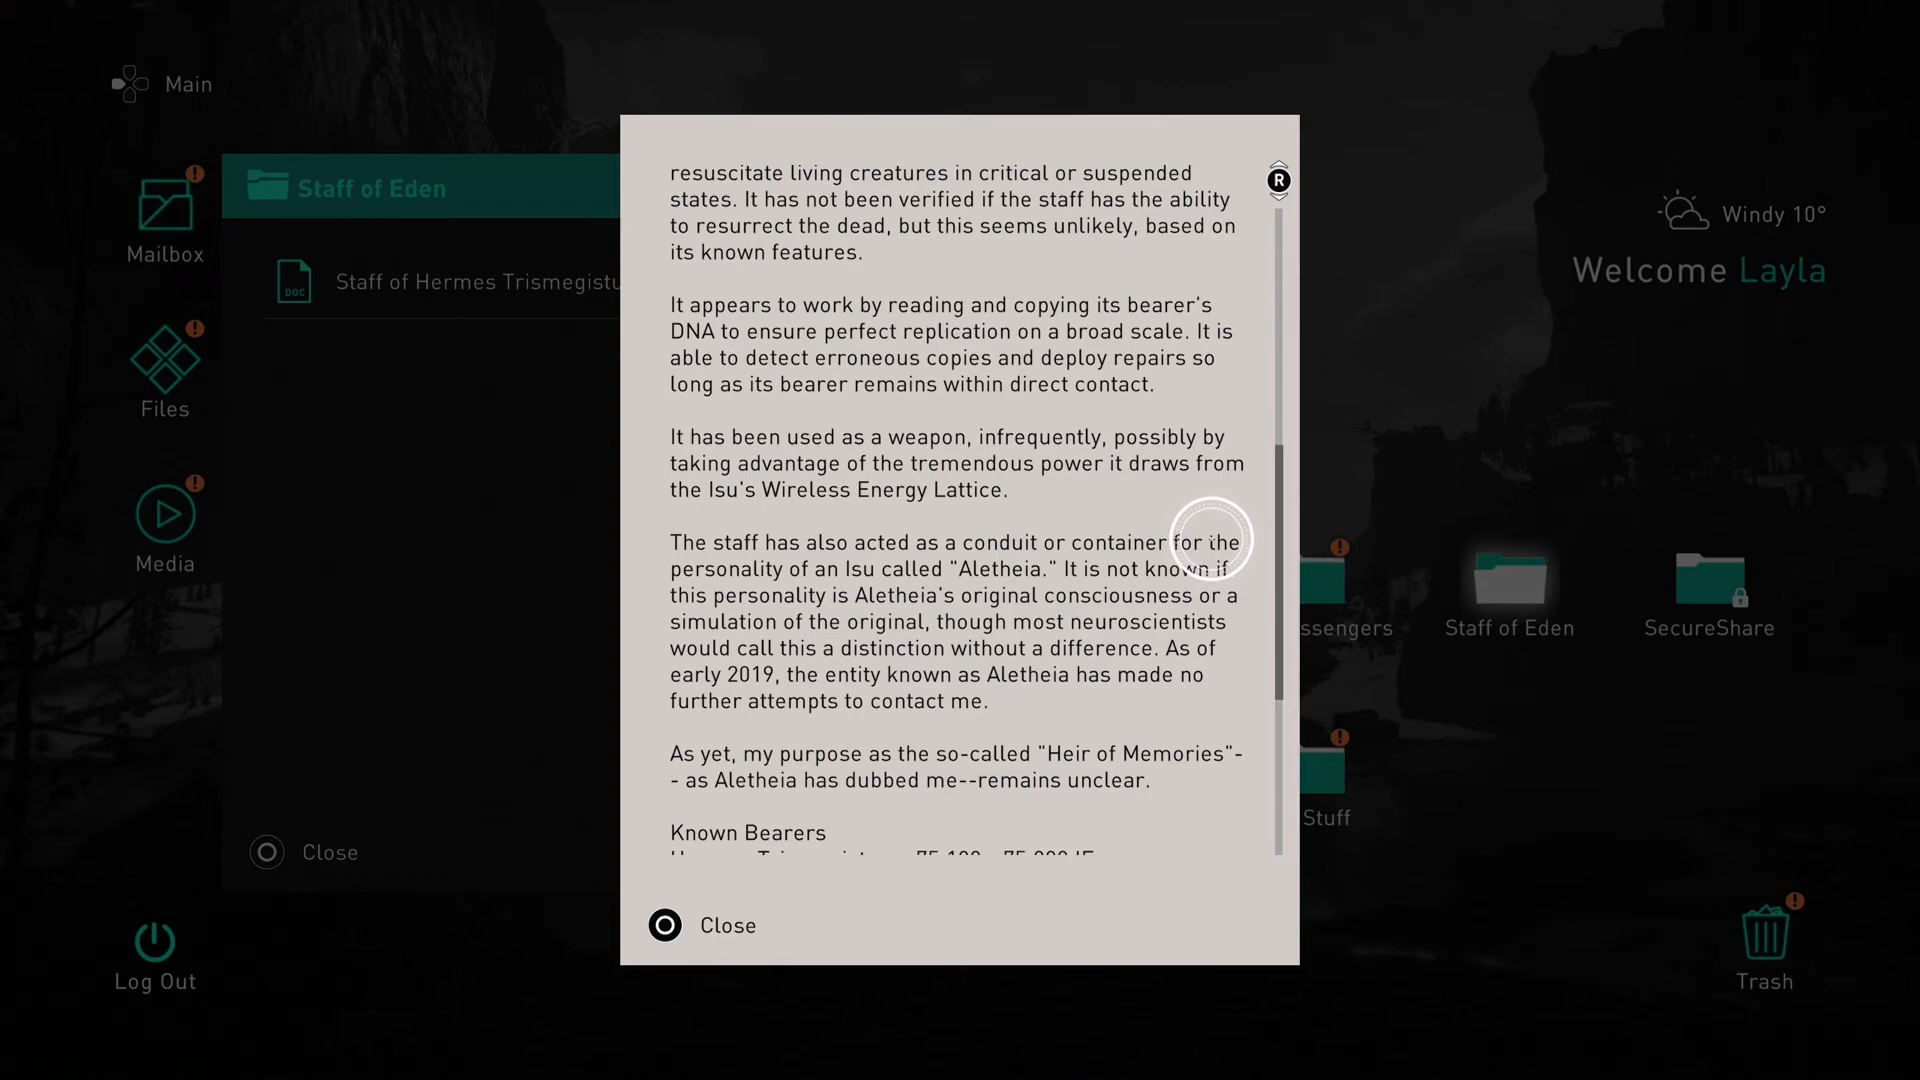 Main
Mailbox
Files
Media
Log Out
Staff of Eden
DOC
Staff of Hermes
Close
resuscitate living creatures in critical or suspended
states. It has not been verified if the staff has the ability
to resurrect the dead, but this seems unlikely, based on
its known features.
It appears to work by reading and copying its bearer's
DNA to ensure perfect replication on a broad scale. It is
able to detect erroneous copies and deploy repairs so
long as its bearer remains within direct contact.
It has been used as a weapon, infrequently, possibly by
taking advantage of the tremendous power it draws from
the Isu's Wireless Energy Lattice.
The staff has also acted as a conduit or container for the
personality of an Isu called "Aletheia." It is not known if
this personality is Aletheia's original consciousness or a
simulation of the original, though most neuroscientists
would call this a distinction without a difference. As of
early 2019, the entity known as Aletheia has made no
further attempts to contact me.
As yet, my purpose as the so-called "Heir of Memories"-
- as Aletheia has dubbed me--remains unclear.
Known Bearers
R
Close
Windy 10°
Welcome Layla
Staff of Eden
SecureShare
Stuff
Trash